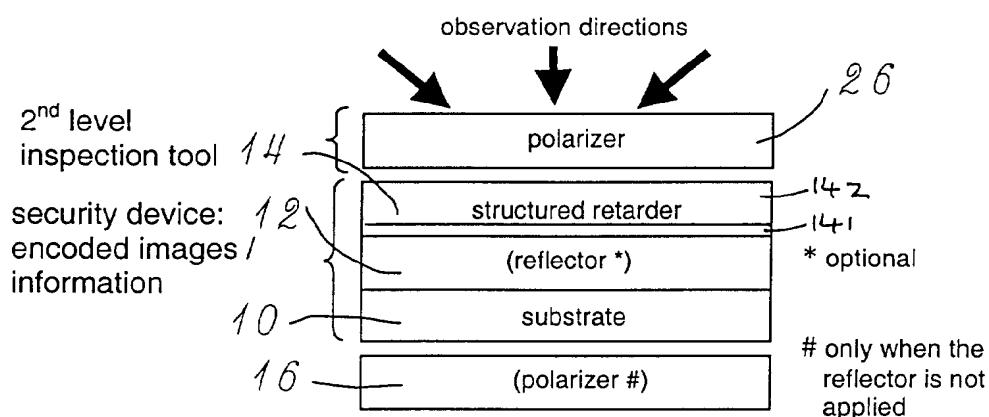 observation directions
26
2nd level
inspection tool
14
polarizer
142
structured retarder
141
security device:
encoded images /
information
12
(reflector *)
* optional
10
substrate
16
(polarizer #)
# only when the
reflector is not
applied